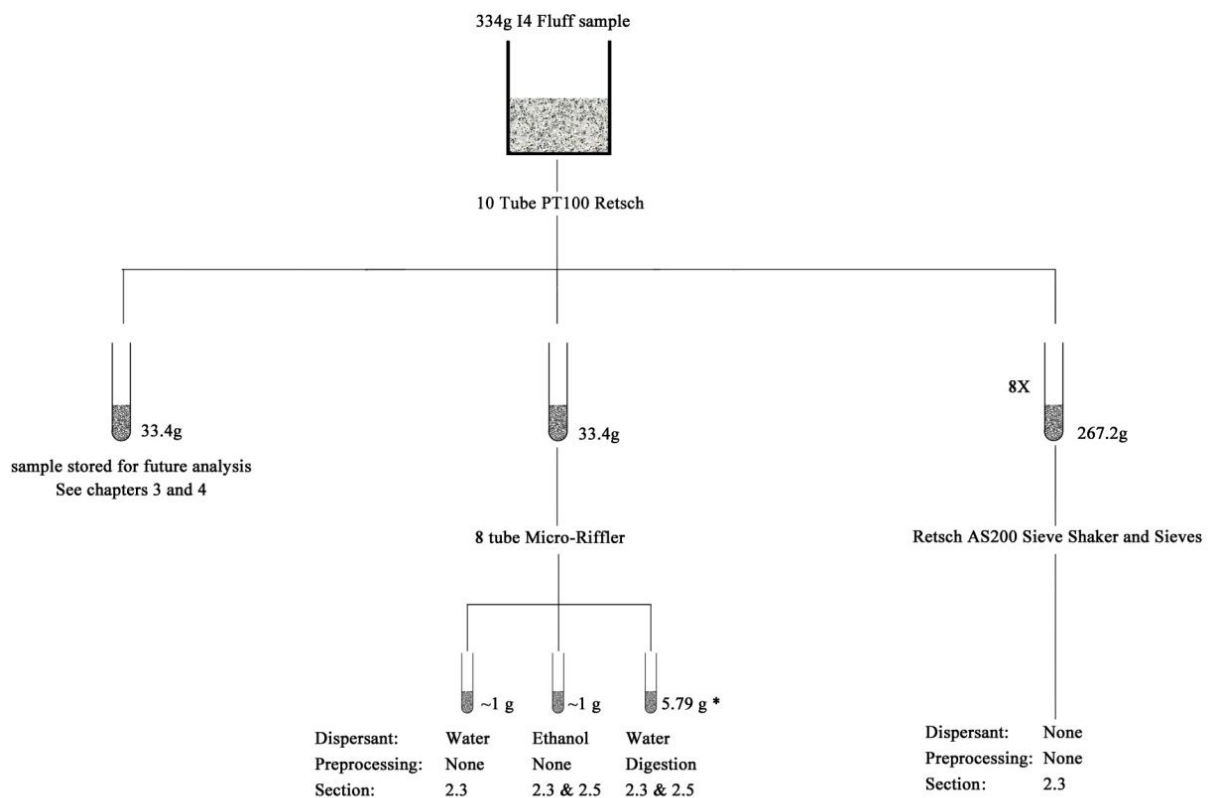 334g I4 Fluff sample
10 Tube PT100 Retsch
33.4g
33.4g
8X
267.2g
sample stored for future analysis
See chapters 3 and 4
8 tube Micro-Riffler
Retsch AS200 Sieve Shaker and Sieves
~1 g
~1 g
5.79 g *
Dispersant: Water Ethanol Water
Preprocessing: None None Digestion
Section: 2.3 2.3 & 2.5 2.3 & 2.5
Dispersant: None
Preprocessing: None
Section: 2.3